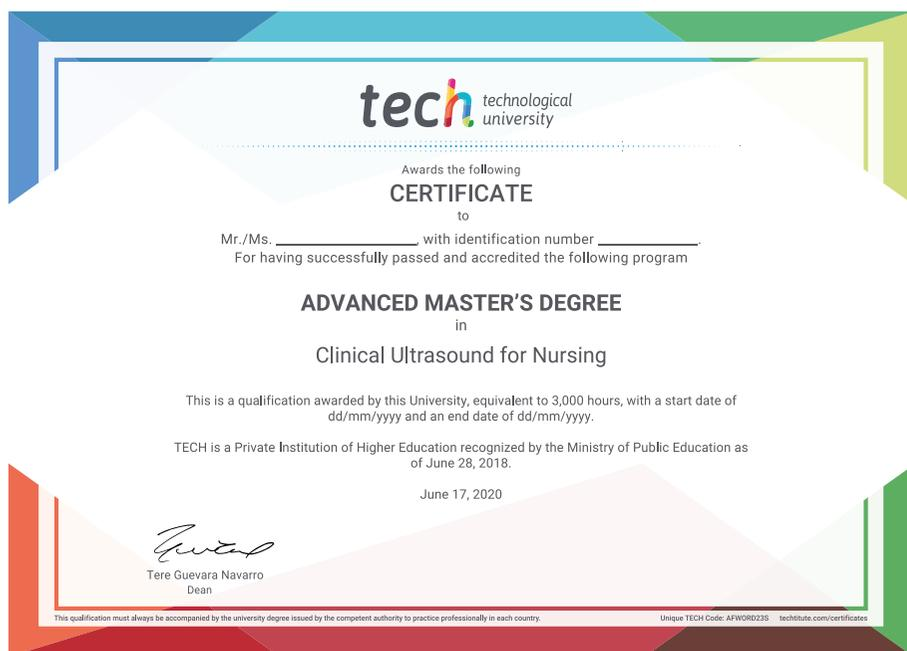 tech technological
university
Awards the following
CERTIFICATE
to
Mr./Ms. ____________________, with identification number ______________.
For having successfully passed and accredited the following program
ADVANCED MASTER'S DEGREE
in
Clinical Ultrasound for Nursing
This is a qualification awarded by this University, equivalent to 3,000 hours, with a start date of
dd/mm/yyyy and an end date of dd/mm/yyyy.
TECH is a Private Institution of Higher Education recognized by the Ministry of Public Education as
of June 28, 2018.
June 17, 2020
Tere Guevara Navarro
Dean
This qualification must always be accompanied by the university degree issued by the competent authority to practice professionally in each country.
Unique TECH Code: AFWORD23S techtitute.com/certificates